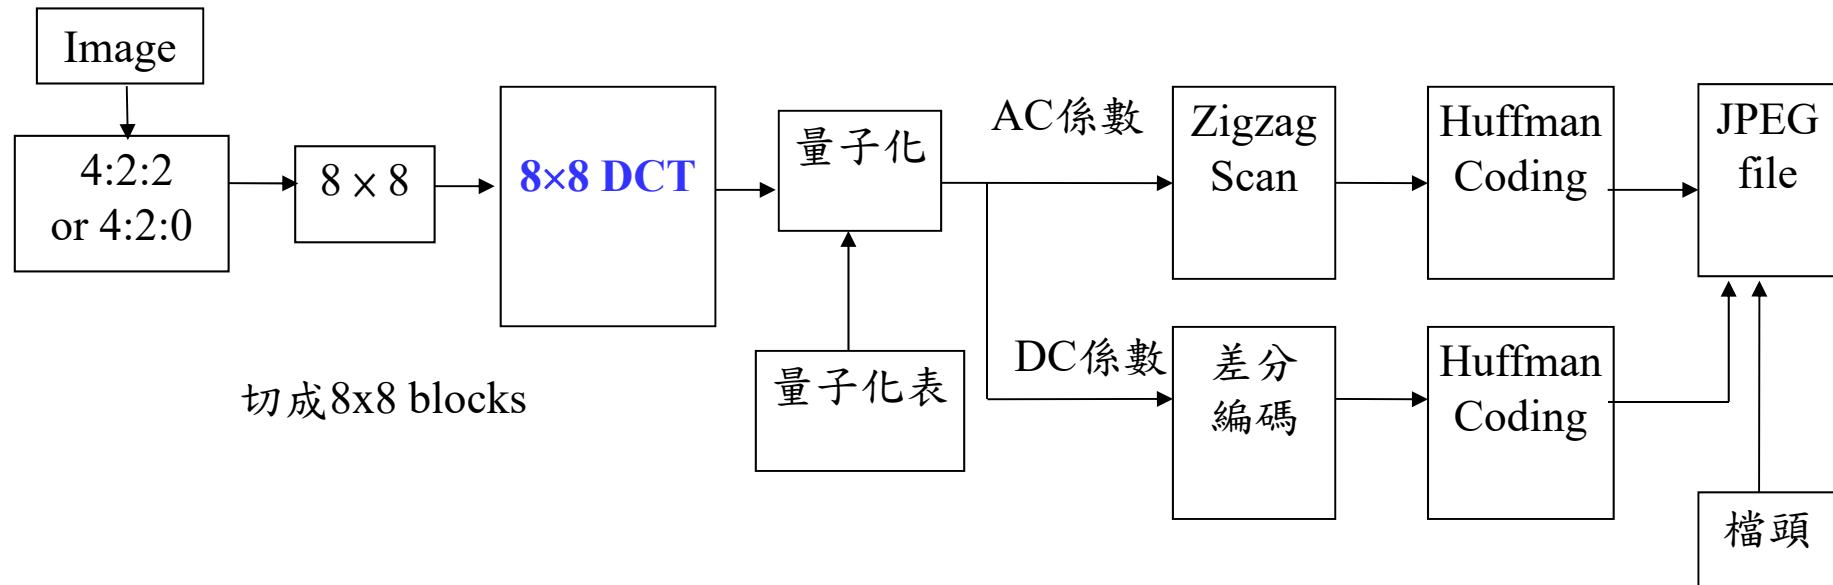 Image
4:2:2
or 4:2:0
8 × 8
8×8 DCT
量子化
量子化表
切成8x8 blocks
AC係數
Zigzag
Scan
Huffman
Coding
JPEG
file
DC係數
差分
編碼
Huffman
Coding
檔頭